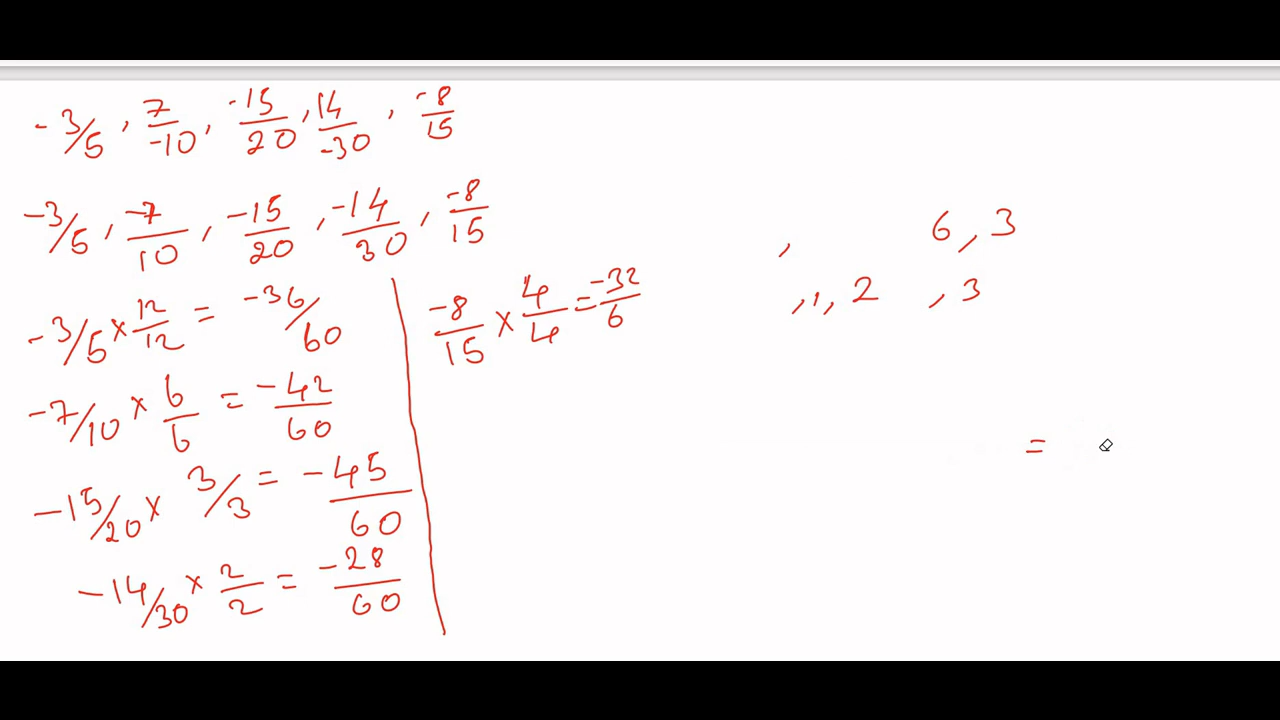 -3/5 , 7/-10 , -15/20 , 14/-30 , -8/15
-3/5 , -7/10 , -15/20 , -14/30 , -8/15
-3/5 × 12/12 = -36/60
-7/10 × 6/6 = -42/60
-15/20 × 3/3 = -45/60
-14/30 × 2/2 = -28/60
-8/15 × 4/4 = -32/6
, 6 , 3
, 1 , 2 , 3
=